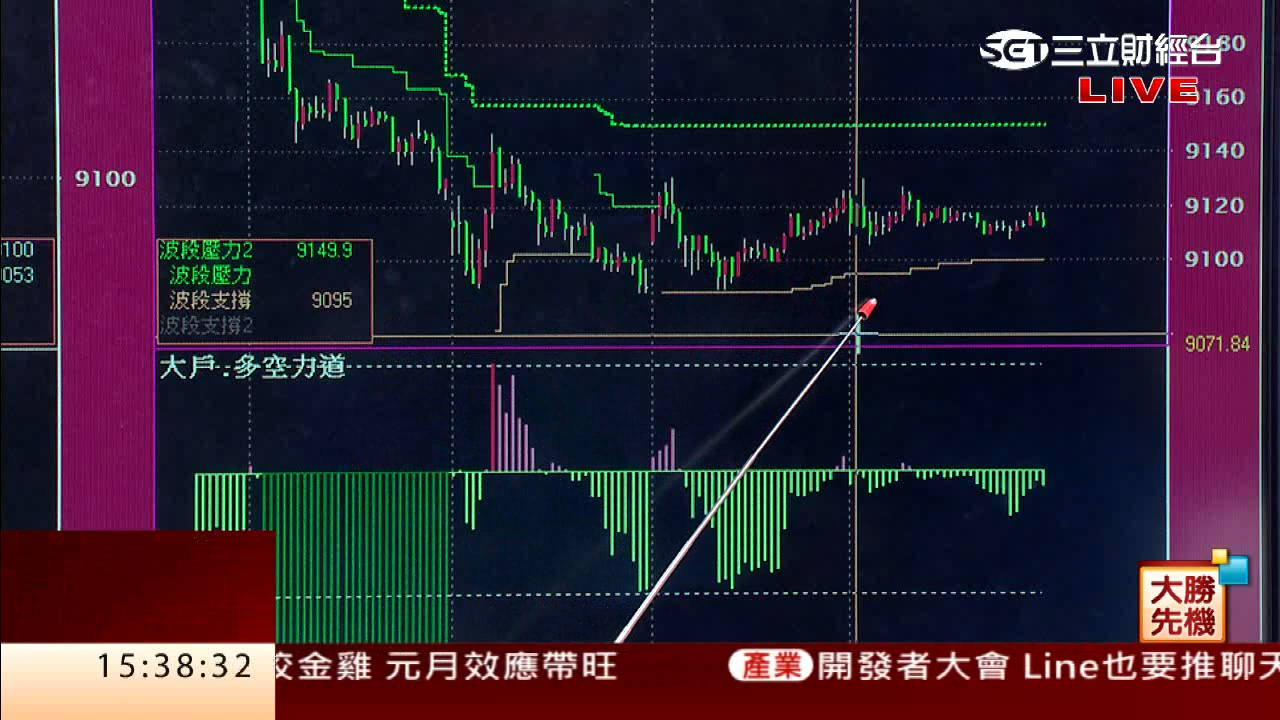 SET三立財經台
LIVE
9180
9160
9140
9120
9100
9071.84
9100
9100
9053
波段壓力2 9149.9
波段壓力
波段支撐 9095
波段支撐2
大戶.多空力道
大勝
先機
15:38:32
金雞 元月效應帶旺 產業 開發者大會 Line也要推聊天